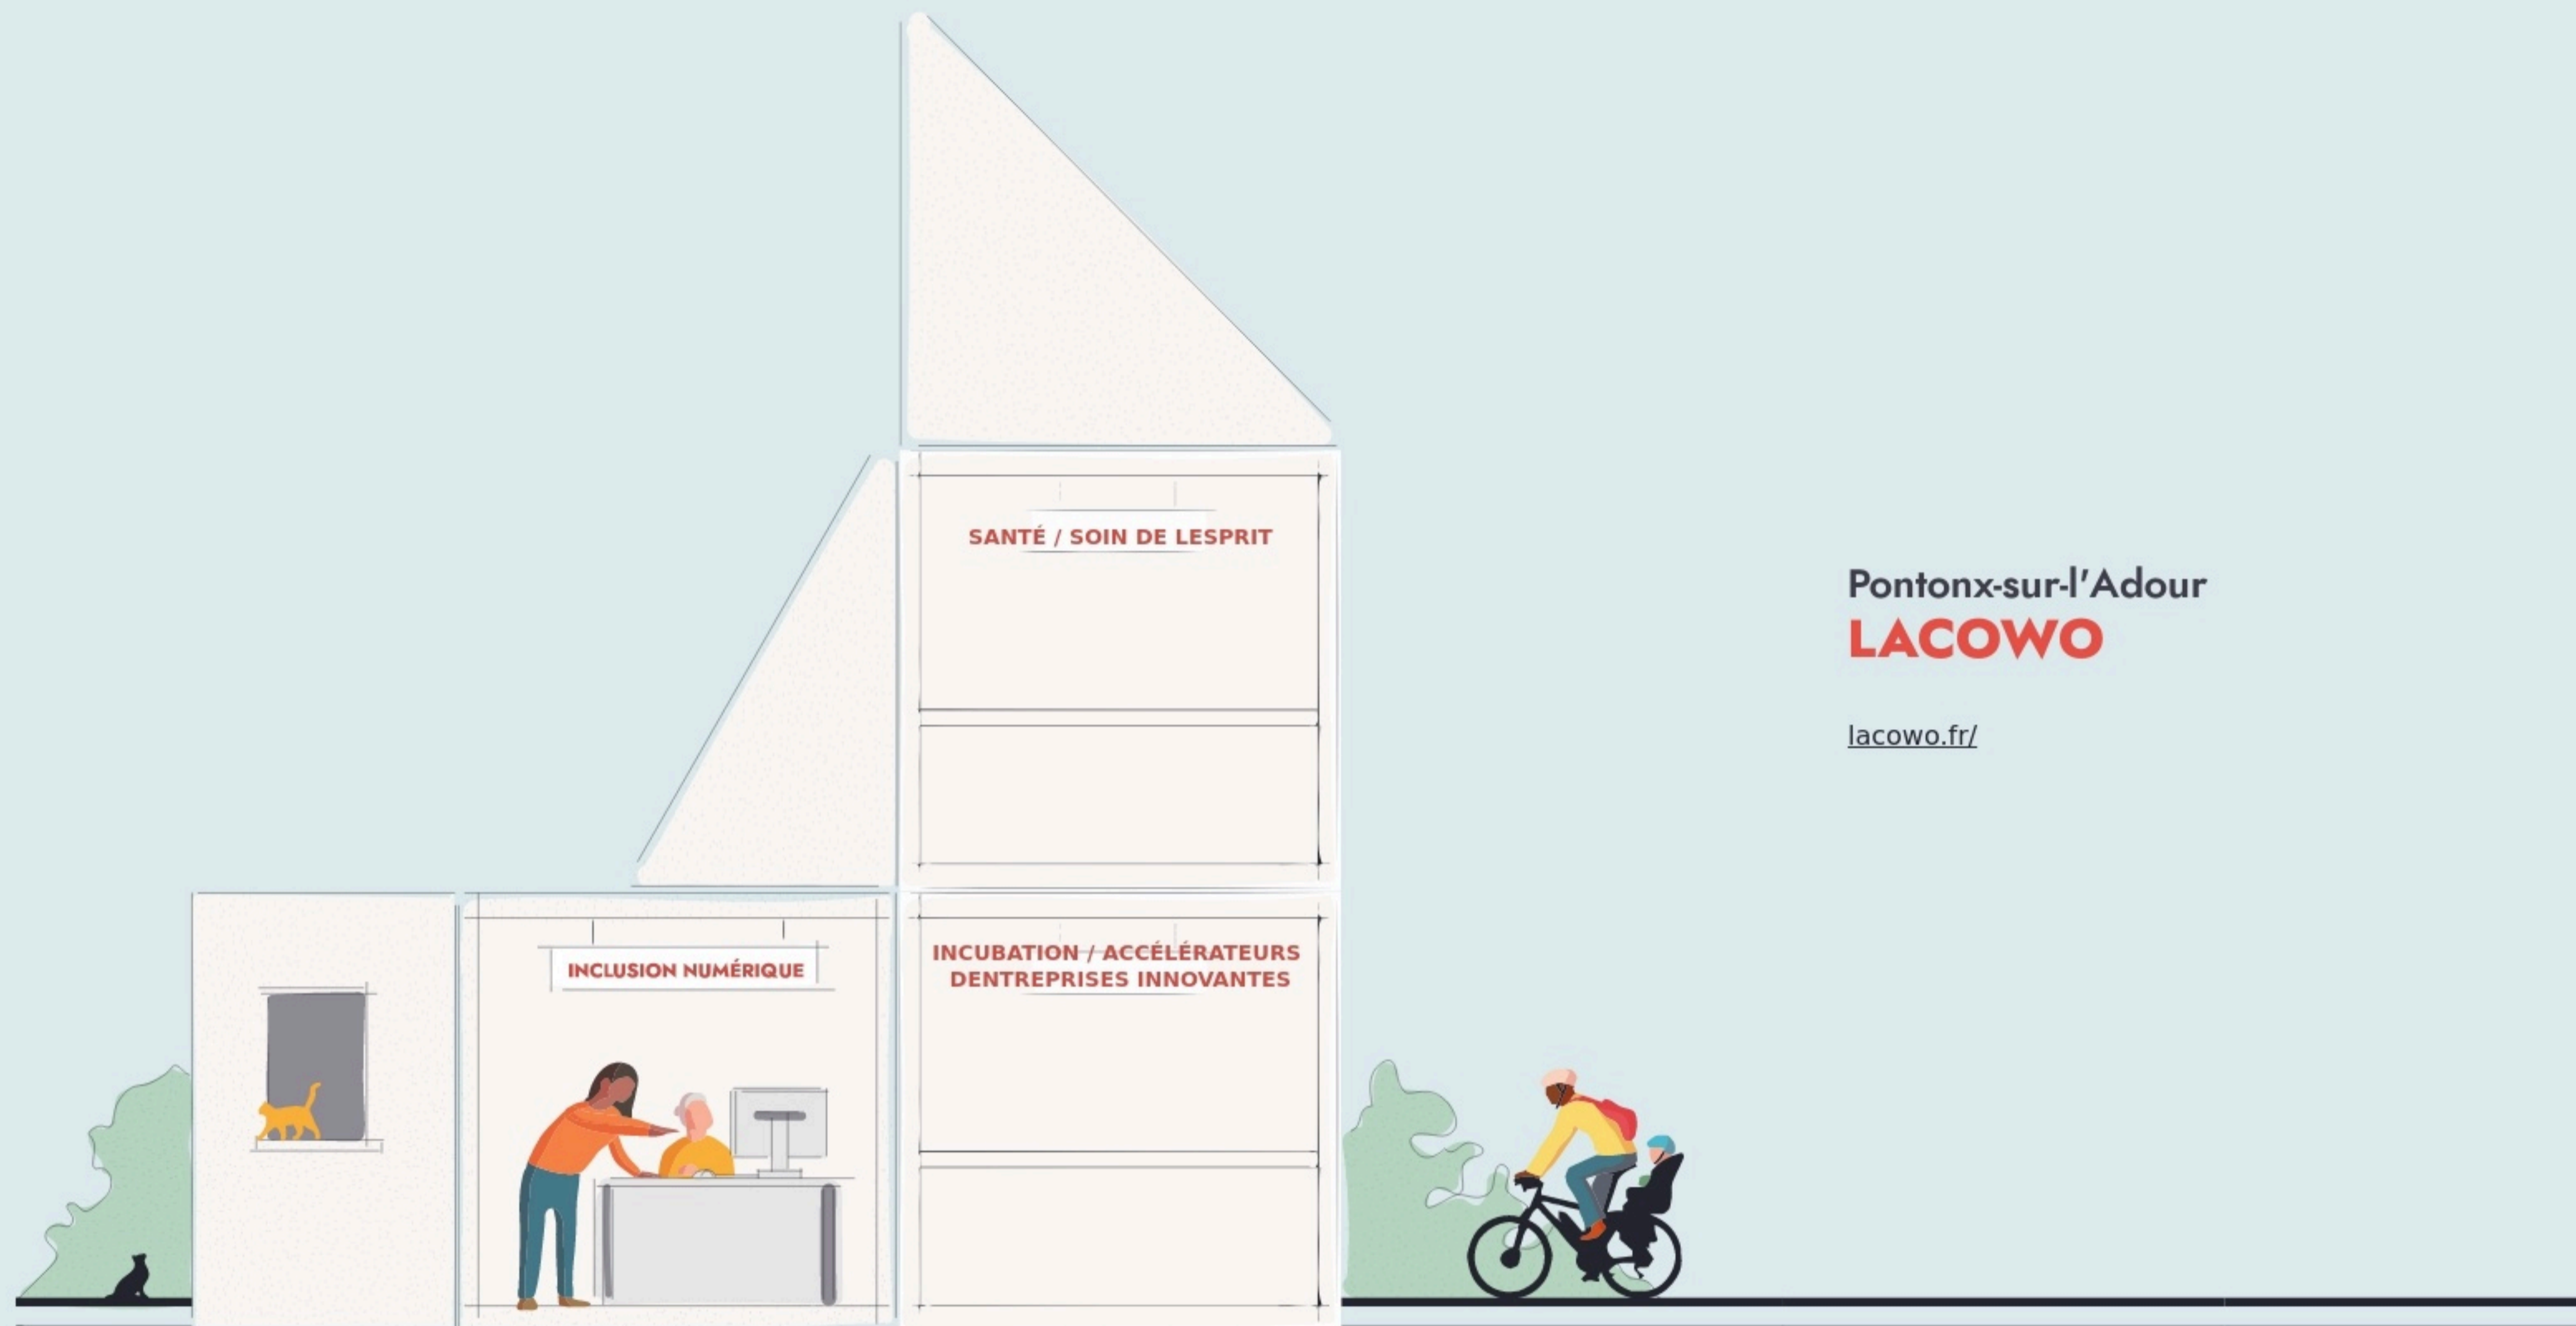 SANTÉ / SOIN DE LESPRIT
Pontonx-sur-l'Adour
LACOWO
lacowo.fr/
INCLUSION NUMÉRIQUE
INCUBATION / ACCÉLÉRATEURS
DENTREPRISES INNOVANTES